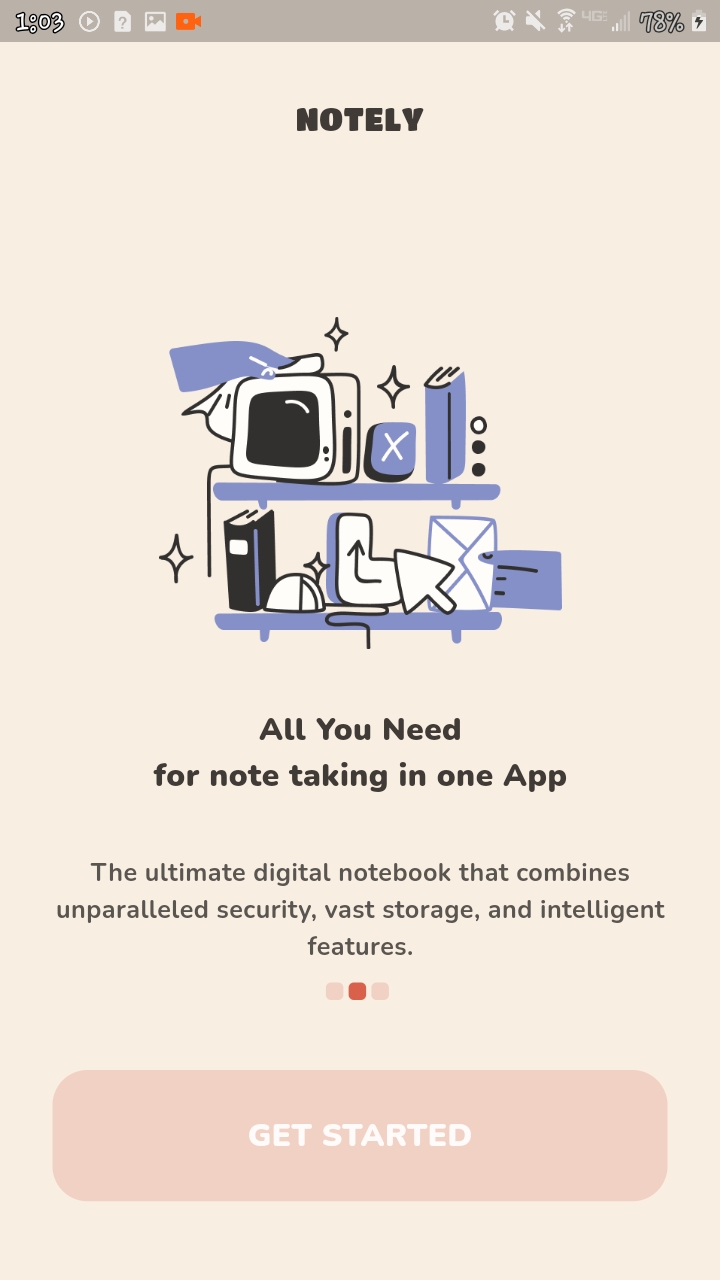 1:03
4G
78%
NOTELY
X
All You Need
for note taking in one App
The ultimate digital notebook that combines
unparalleled security, vast storage, and intelligent
features.
GET STARTED